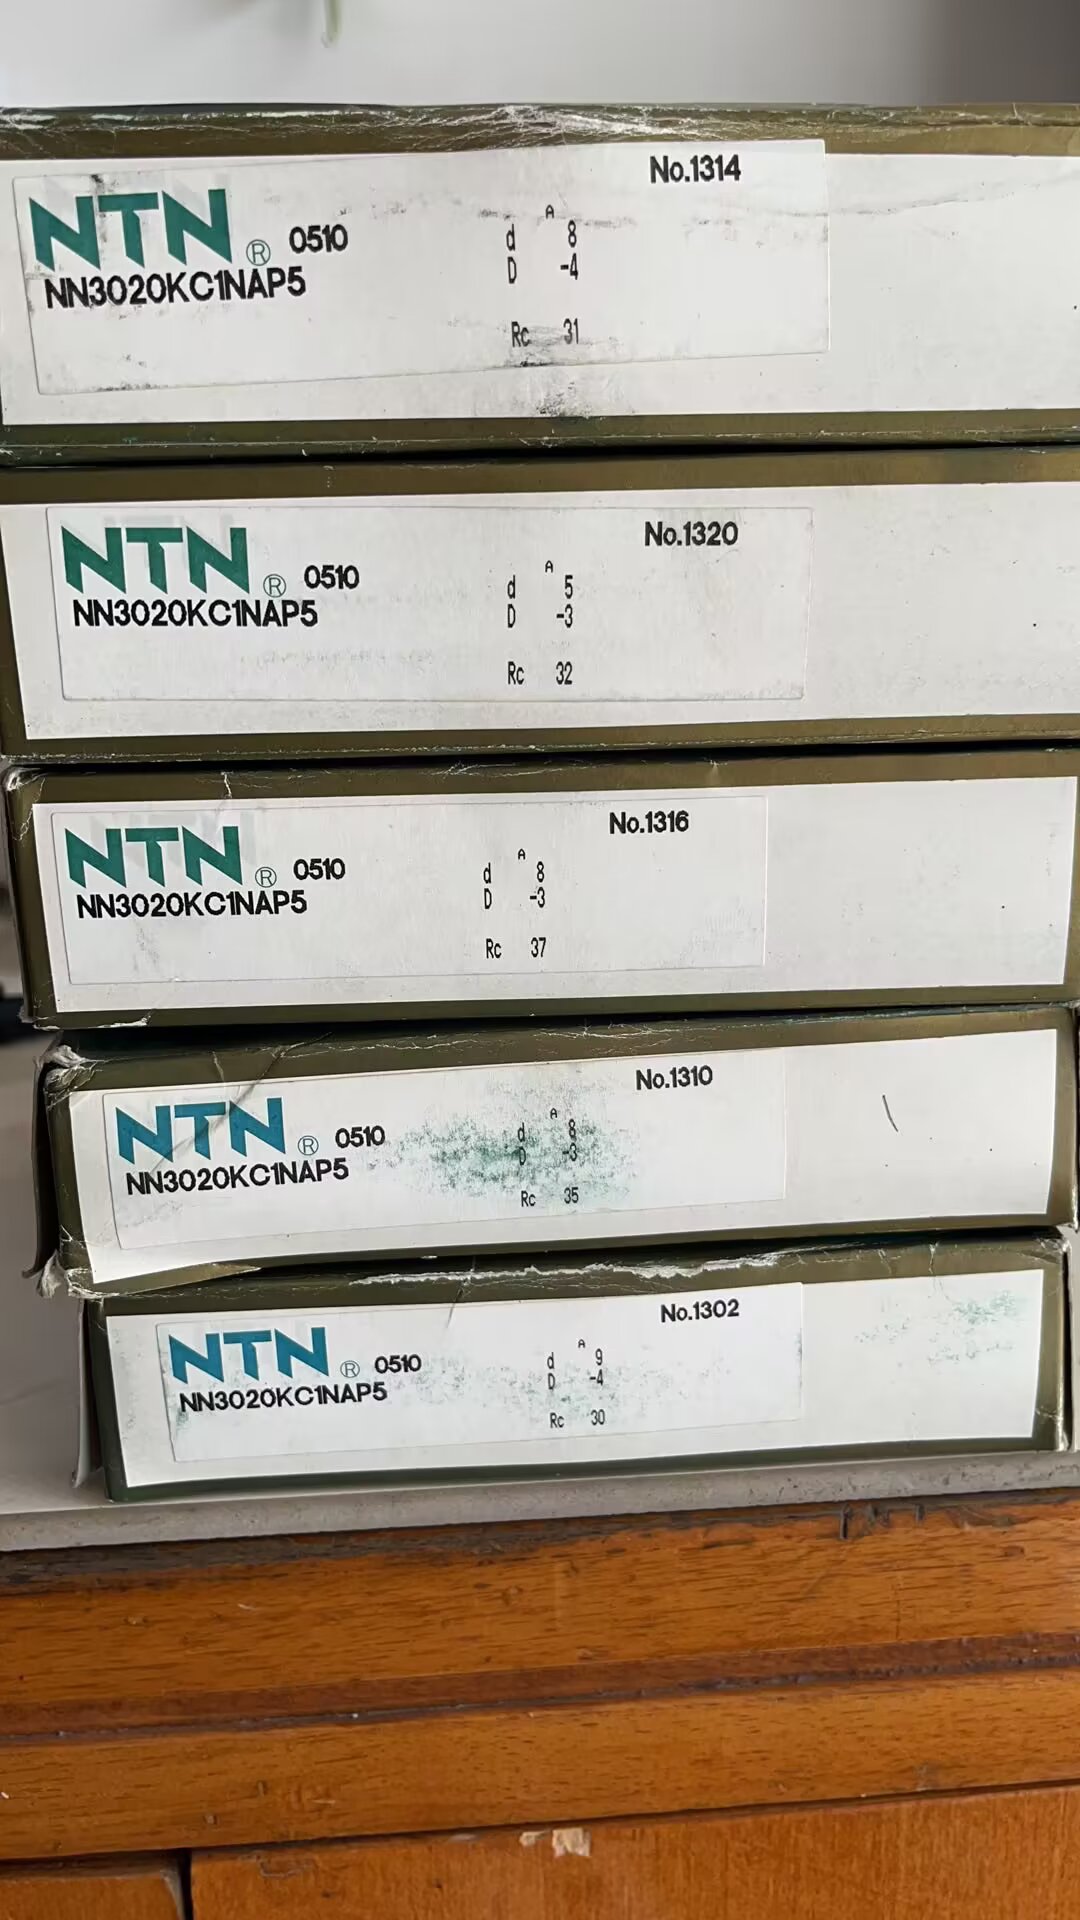 No.1314
NTN ® 0510
NN3020KC1NAP5
A
d 8
D -4
Rc 31
No.1320
NTN ® 0510
NN3020KC1NAP5
A
d 5
D -3
Rc 32
No.1316
NTN ® 0510
NN3020KC1NAP5
A
d 8
D -3
Rc 37
No.1310
NTN ® 0510
NN3020KC1NAP5
A
d 8
D -3
Rc 35
No.1302
NTN ® 0510
NN3020KC1NAP5
A
d 9
D -4
Rc 30